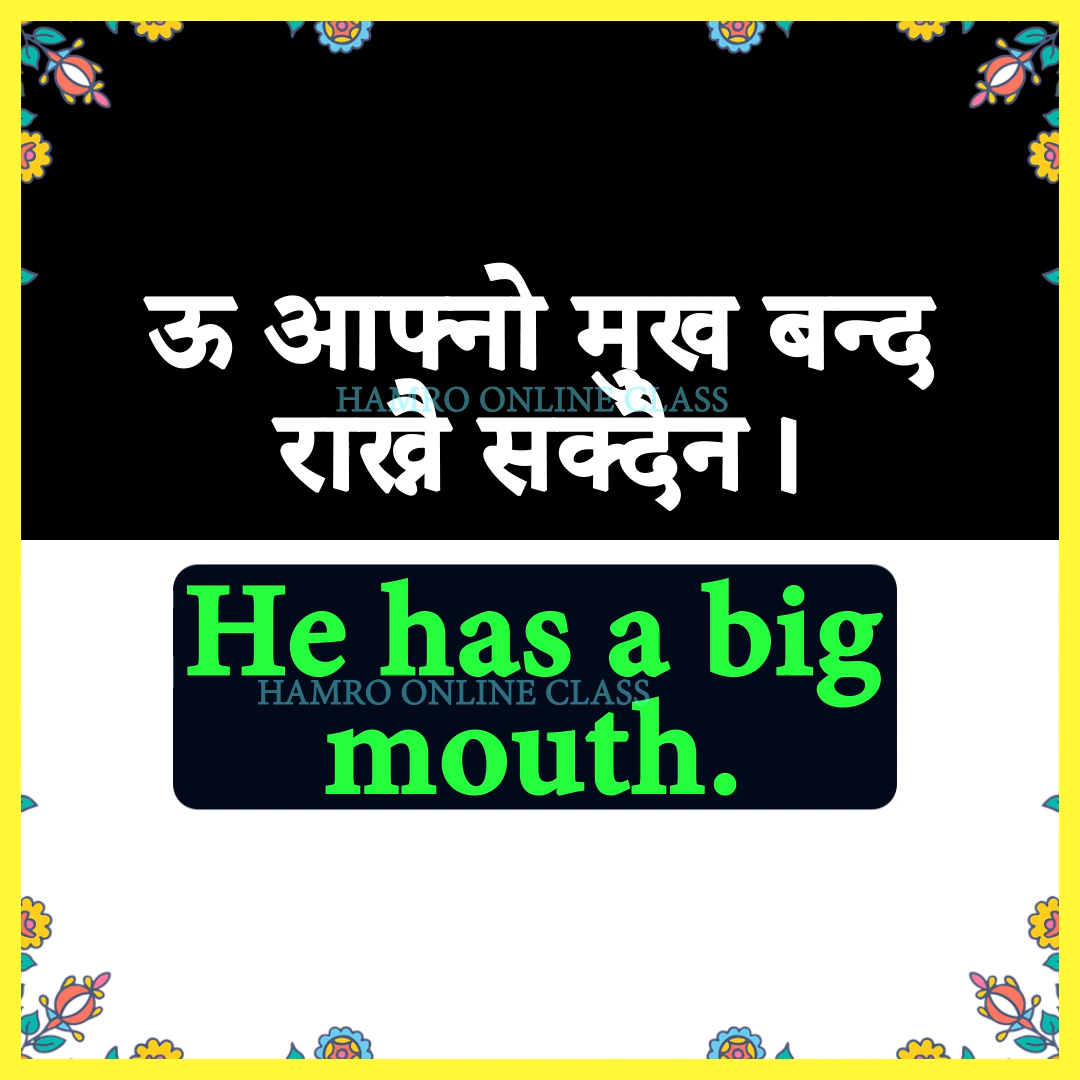 ऊ आफ्नो मुख बन्द
HAMRO ONLINE CLASS
राख्नै सक्दैन ।
He has a big
HAMRO ONLINE CLASS
mouth.